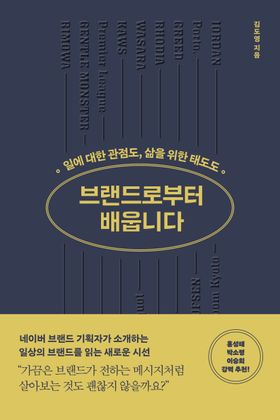 김도영 지음
JORDAN
Porto.
GREED
RHODIA
WASARA
KAWS
Premier League
GENTLE MONSTER
RIMOWA
일에 대한 관점도, 삶을 위한 태도도
브랜드로부터
배웁니다
네이버 브랜드 기획자가 소개하는
일상의 브랜드를 읽는 새로운 시선
“가끔은 브랜드가 전하는 메시지처럼
살아보는 것도 괜찮지 않을까요?”
홍성태
박소령
이승희
강력 추천!